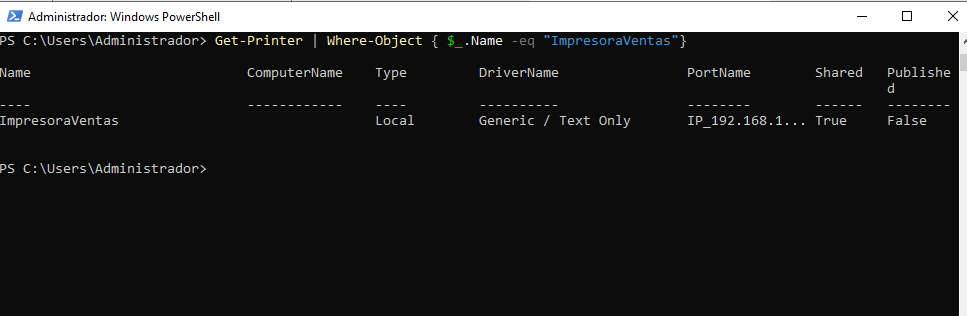 Administrador: Windows PowerShell
PS C:\Users\Administrador> Get-Printer | Where-Object { $_.Name -eq "ImpresoraVentas"}
Name ComputerName Type DriverName PortName Shared Publishe
d
---- ------------ ---- ---------- -------- ------ --------
ImpresoraVentas Local Generic / Text Only IP_192.168.1... True False
PS C:\Users\Administrador>